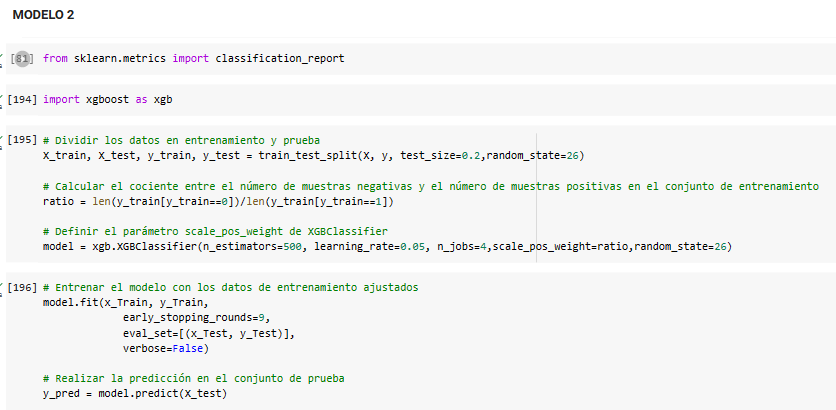 MODELO 2
[81] from sklearn.metrics import classification_report
[194] import xgboost as xgb
[195] # Dividir los datos en entrenamiento y prueba
X_train, X_test, y_train, y_test = train_test_split(X, y, test_size=0.2,random_state=26)
# Calcular el cociente entre el número de muestras negativas y el número de muestras positivas en el conjunto de entrenamiento
ratio = len(y_train[y_train==0])/len(y_train[y_train==1])
# Definir el parámetro scale_pos_weight de XGBClassifier
model = xgb.XGBClassifier(n_estimators=500, learning_rate=0.05, n_jobs=4,scale_pos_weight=ratio,random_state=26)
[196] # Entrenar el modelo con los datos de entrenamiento ajustados
model.fit(x_Train, y_Train,
early_stopping_rounds=9,
eval_set=[(x_Test, y_Test)],
verbose=False)
# Realizar la predicción en el conjunto de prueba
y_pred = model.predict(X_test)